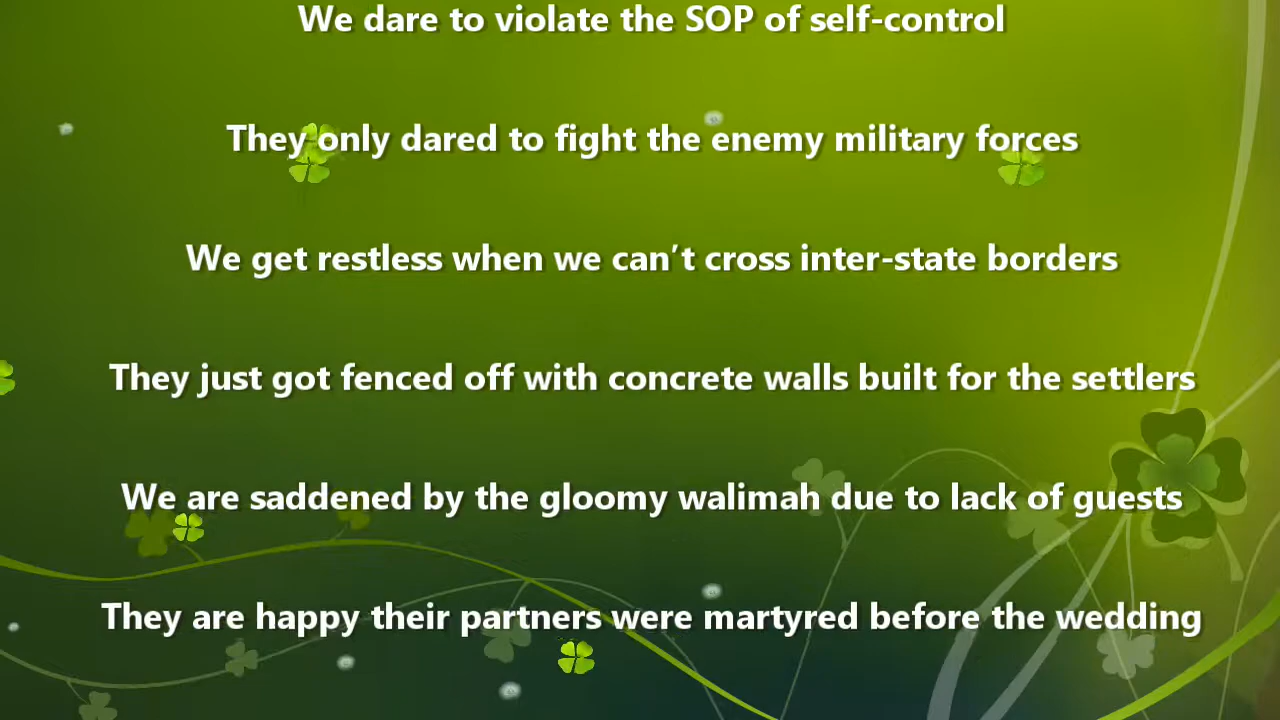 We dare to violate the SOP of self-control
They only dared to fight the enemy military forces
We get restless when we can’t cross inter-state borders
They just got fenced off with concrete walls built for the settlers
We are saddened by the gloomy walimah due to lack of guests
They are happy their partners were martyred before the wedding